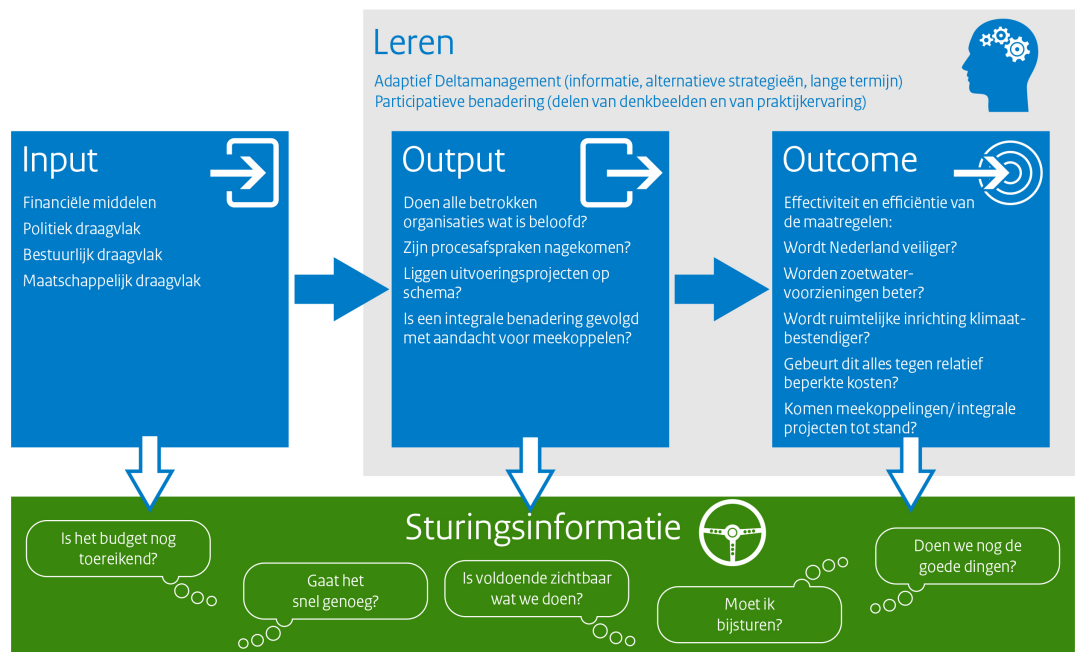 Leren
Adaptief Deltamanagement (informatie, alternatieve strategieën, lange termijn)
Participatieve benadering (delen van denkbeelden en van praktijkervaring)
Input
Financiële middelen
Politiek draagvlak
Bestuurlijk draagvlak
Maatschappelijk draagvlak
Output
Doen alle betrokken
organisaties wat is beloofd?
Zijn procesafspraken nagekomen?
Liggen uitvoeringsprojecten op
schema?
Is een integrale benadering gevolgd
met aandacht voor meekoppelen?
Outcome
Effectiviteit en efficiëntie van
de maatregelen:
Wordt Nederland veiliger?
Worden zoetwater-
voorzieningen beter?
Wordt ruimtelijke inrichting klimaat-
bestendiger?
Gebeurt dit alles tegen relatief
beperkte kosten?
Komen meekoppelingen/ integrale
projecten tot stand?
Sturingsinformatie
Is het budget nog
toereikend?
Gaat het
snel genoeg?
Is voldoende zichtbaar
wat we doen?
Moet ik
bijsturen?
Doen we nog de
goede dingen?